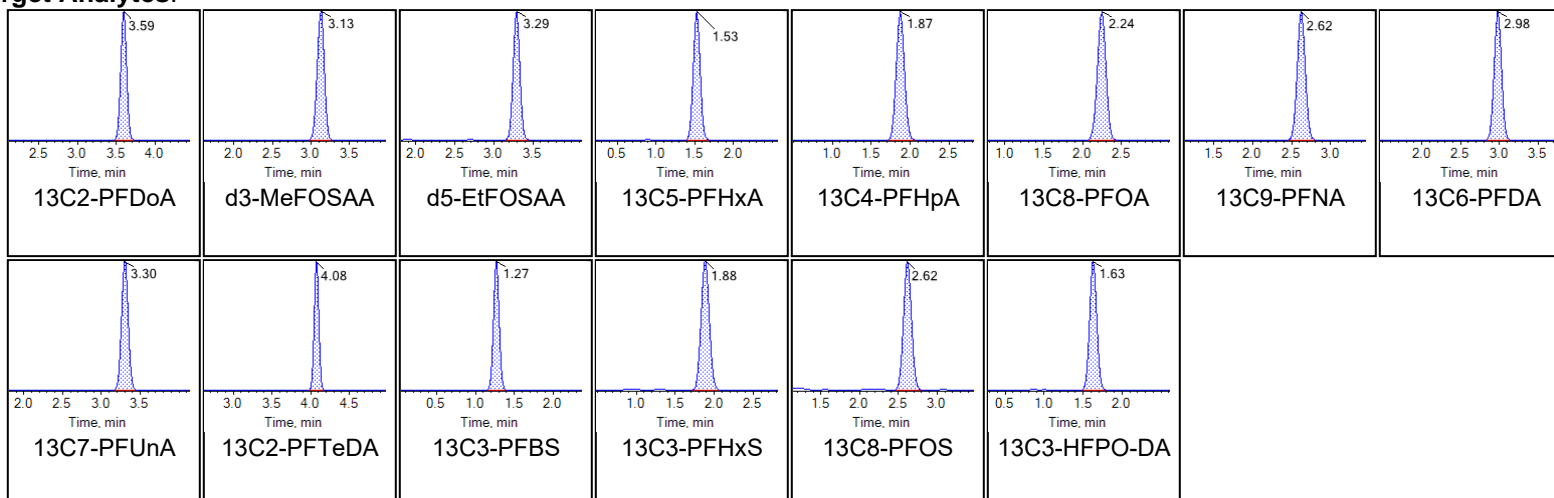 rget Analytes:
3.59 3.13 3.29 1.53 1.87 2.24 2.62 2.98
2.5 3.0 3.5 4.0 2.0 2.5 3.0 3.5 2.0 2.5 3.0 3.5 0.5 1.0 1.5 2.0 1.0 1.5 2.0 2.5 1.0 1.5 2.0 2.5 1.5 2.0 2.5 3.0 2.0 2.5 3.0 3.5
Time, min Time, min Time, min Time, min Time, min Time, min Time, min Time, min
13C2-PFDoA d3-MeFOSAA d5-EtFOSAA 13C5-PFHxA 13C4-PFHpA 13C8-PFOA 13C9-PFNA 13C6-PFDA
3.30 4.08 1.27 1.88 2.62 1.63
2.0 2.5 3.0 3.5 3.0 3.5 4.0 4.5 0.5 1.0 1.5 2.0 1.0 1.5 2.0 2.5 1.5 2.0 2.5 3.0 0.5 1.0 1.5 2.0
Time, min Time, min Time, min Time, min Time, min Time, min
13C7-PFUnA 13C2-PFTeDA 13C3-PFBS 13C3-PFHxS 13C8-PFOS 13C3-HFPO-DA